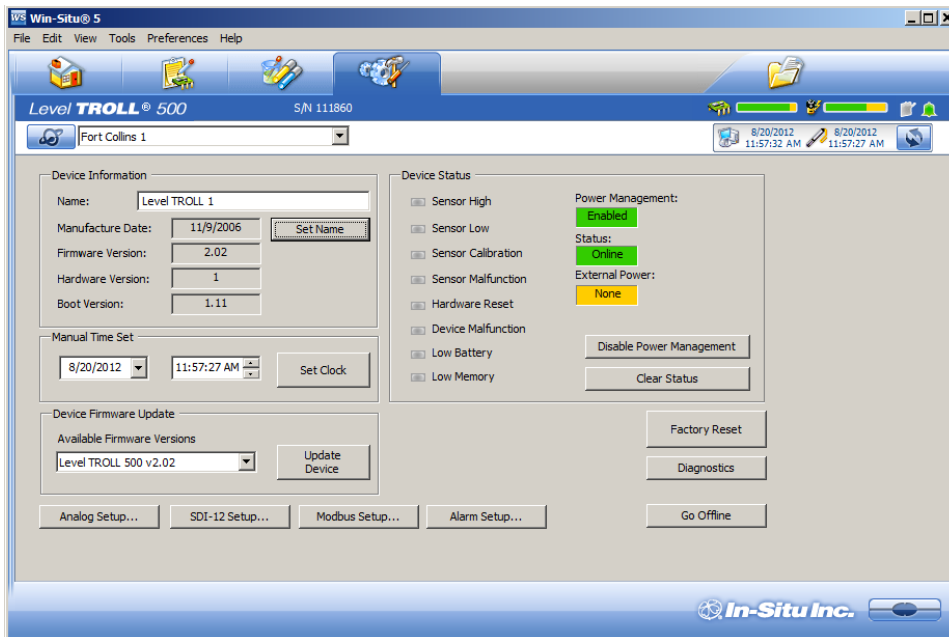 WS Win-Situ® 5
File Edit View Tools Preferences Help
Level TROLL® 500 S/N 111860
Fort Collins 1
8/20/2012 11:57:32 AM
8/20/2012 11:57:27 AM
Device Information
Name: Level TROLL 1
Manufacture Date: 11/9/2006 Set Name
Firmware Version: 2.02
Hardware Version: 1
Boot Version: 1.11
Manual Time Set
8/20/2012 11:57:27 AM Set Clock
Device Firmware Update
Available Firmware Versions
Level TROLL 500 v2.02
Update
Device
Device Status
Sensor High
Sensor Low
Sensor Calibration
Sensor Malfunction
Hardware Reset
Device Malfunction
Low Battery
Low Memory
Power Management:
Enabled
Status:
Online
External Power:
None
Disable Power Management
Clear Status
Factory Reset
Diagnostics
Analog Setup... SDI-12 Setup... Modbus Setup... Alarm Setup... Go Offline
In-Situ Inc.